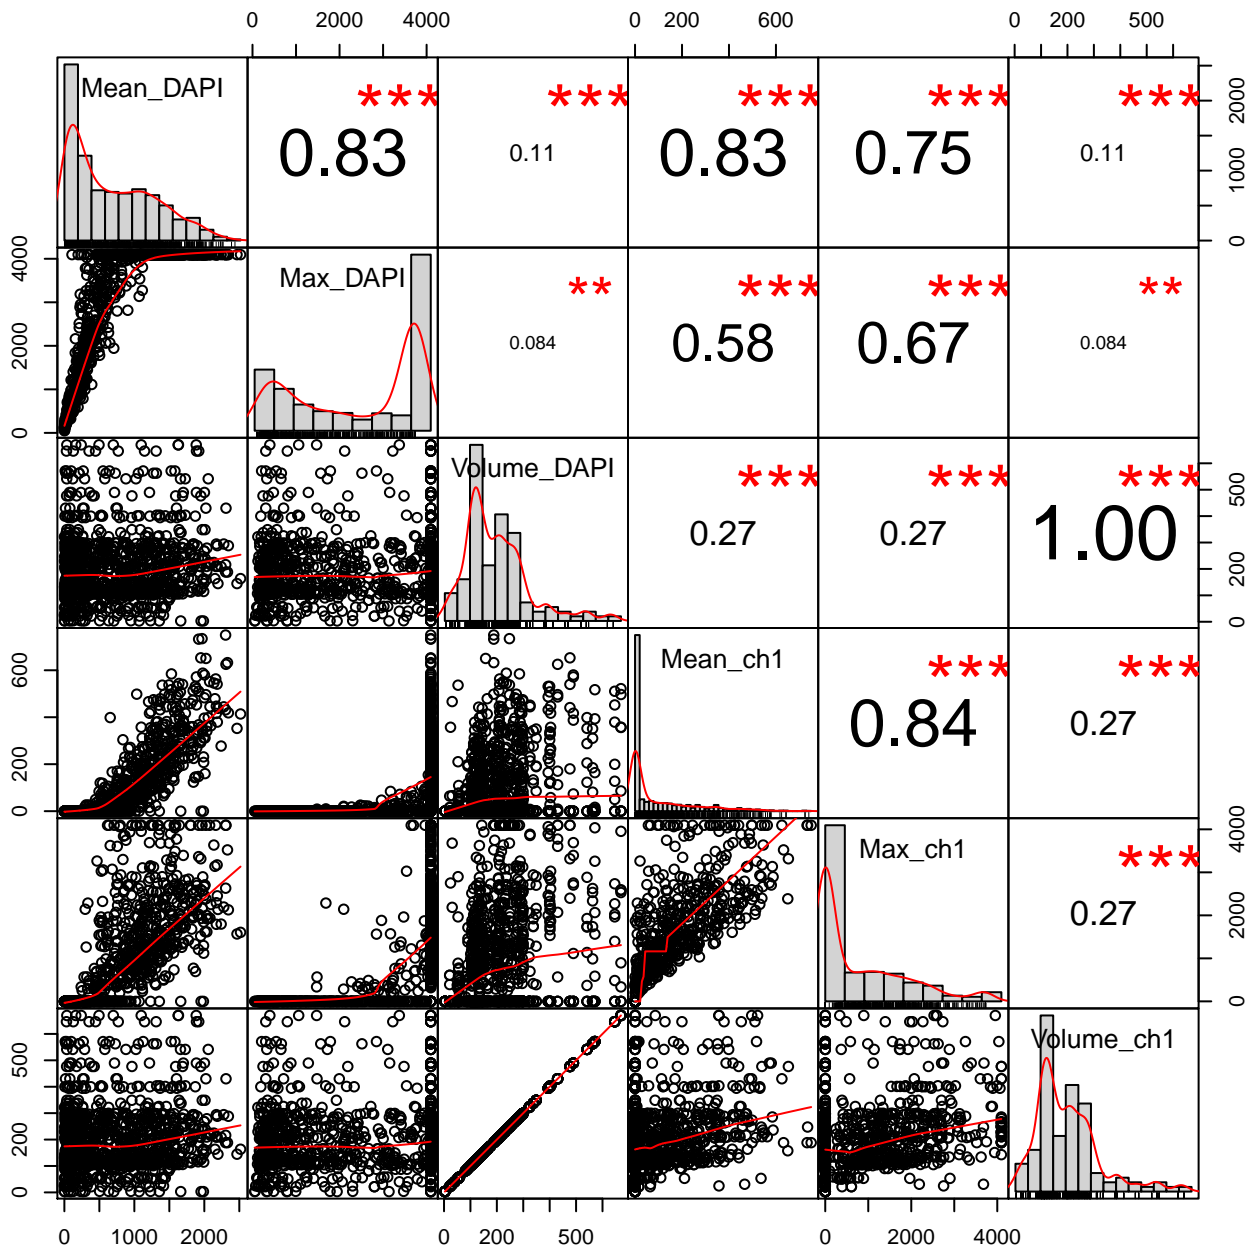 0 2000 4000 0 200 600 0 200 500
Mean_DAPI *** 0.83 *** 0.11 *** 0.83 *** 0.75 *** 0.11 0 1000 2000
0 2000 4000 Max_DAPI ** 0.084 *** 0.58 *** 0.67 ** 0.084
Volume_DAPI *** 0.27 *** 0.27 *** 1.00 0 200 500
0 200 600 Mean_ch1 *** 0.84 *** 0.27
Max_ch1 *** 0.27 0 2000 4000
0 200 500 Volume_ch1
0 1000 2000 0 200 500 0 2000 4000